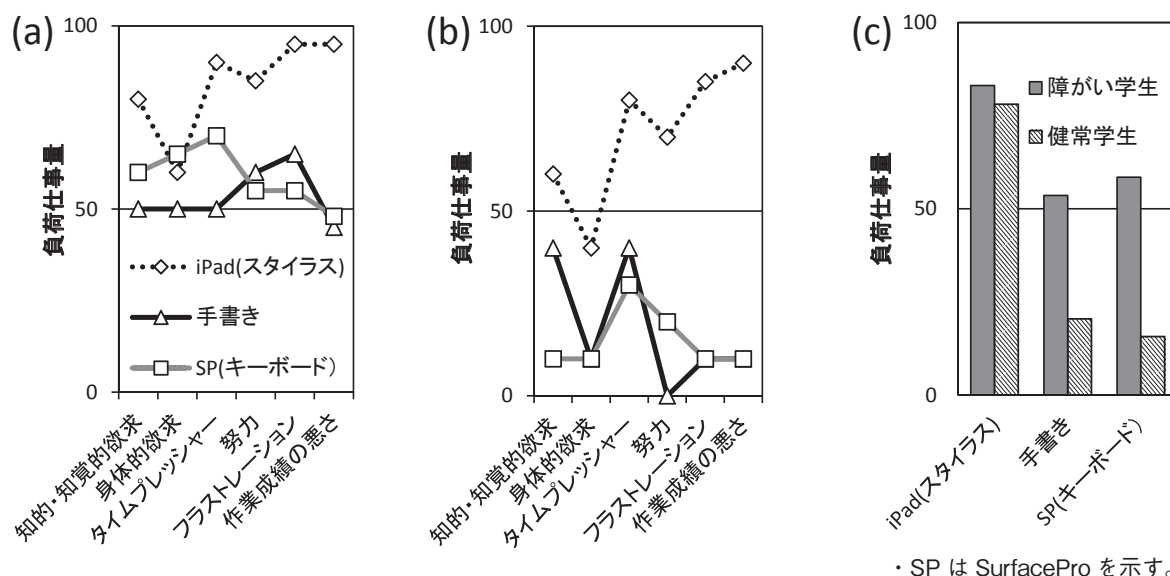 (a)
100
50
0
負荷仕事量
iPad(スタイラス)
手書き
SP(キーボード)
知的・知覚的欲求
身体的欲求
タイムプレッシャー
努力
フラストレーション
作業成績の悪さ
(b)
100
50
0
負荷仕事量
知的・知覚的欲求
身体的欲求
タイムプレッシャー
努力
フラストレーション
作業成績の悪さ
(c)
100
50
0
負荷仕事量
障がい学生
健常学生
iPad(スタイラス)
手書き
SP(キーボード)
・SP は SurfacePro を示す。